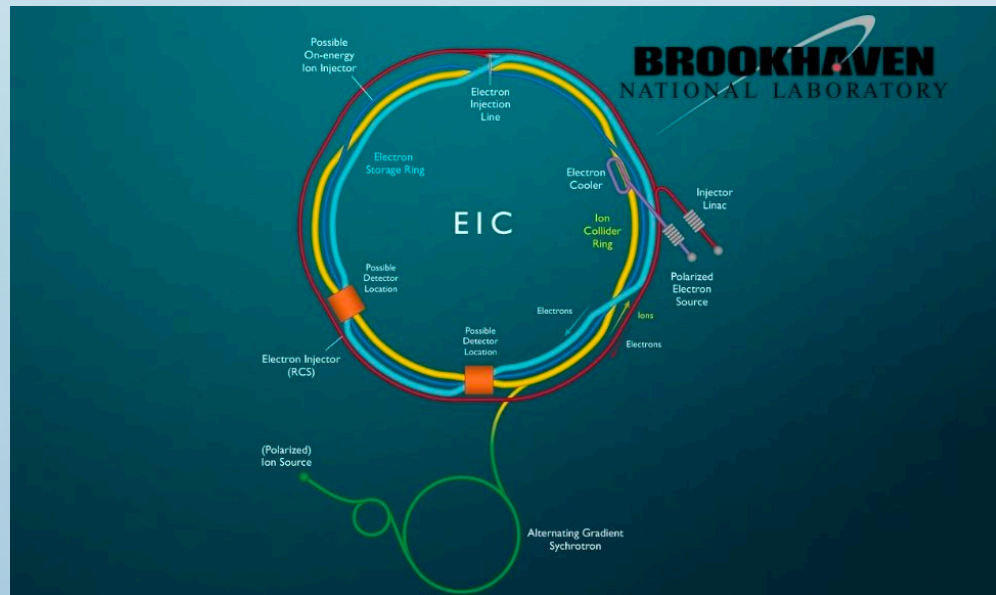 Possible
On-energy
Ion Injector
BROOKHAVEN
NATIONAL LABORATORY
Electron
Injection
Line
Electron
Storage Ring
Electron
Cooler
Injector
Linac
EIC
Ion
Collider
Ring
Possible
Detector
Location
Polarized
Electron
Source
Electrons
Ions
Possible
Detector
Location
Electrons
Electron Injector
(RCS)
(Polarized)
Ion Source
Alternating Gradient
Sychrotron